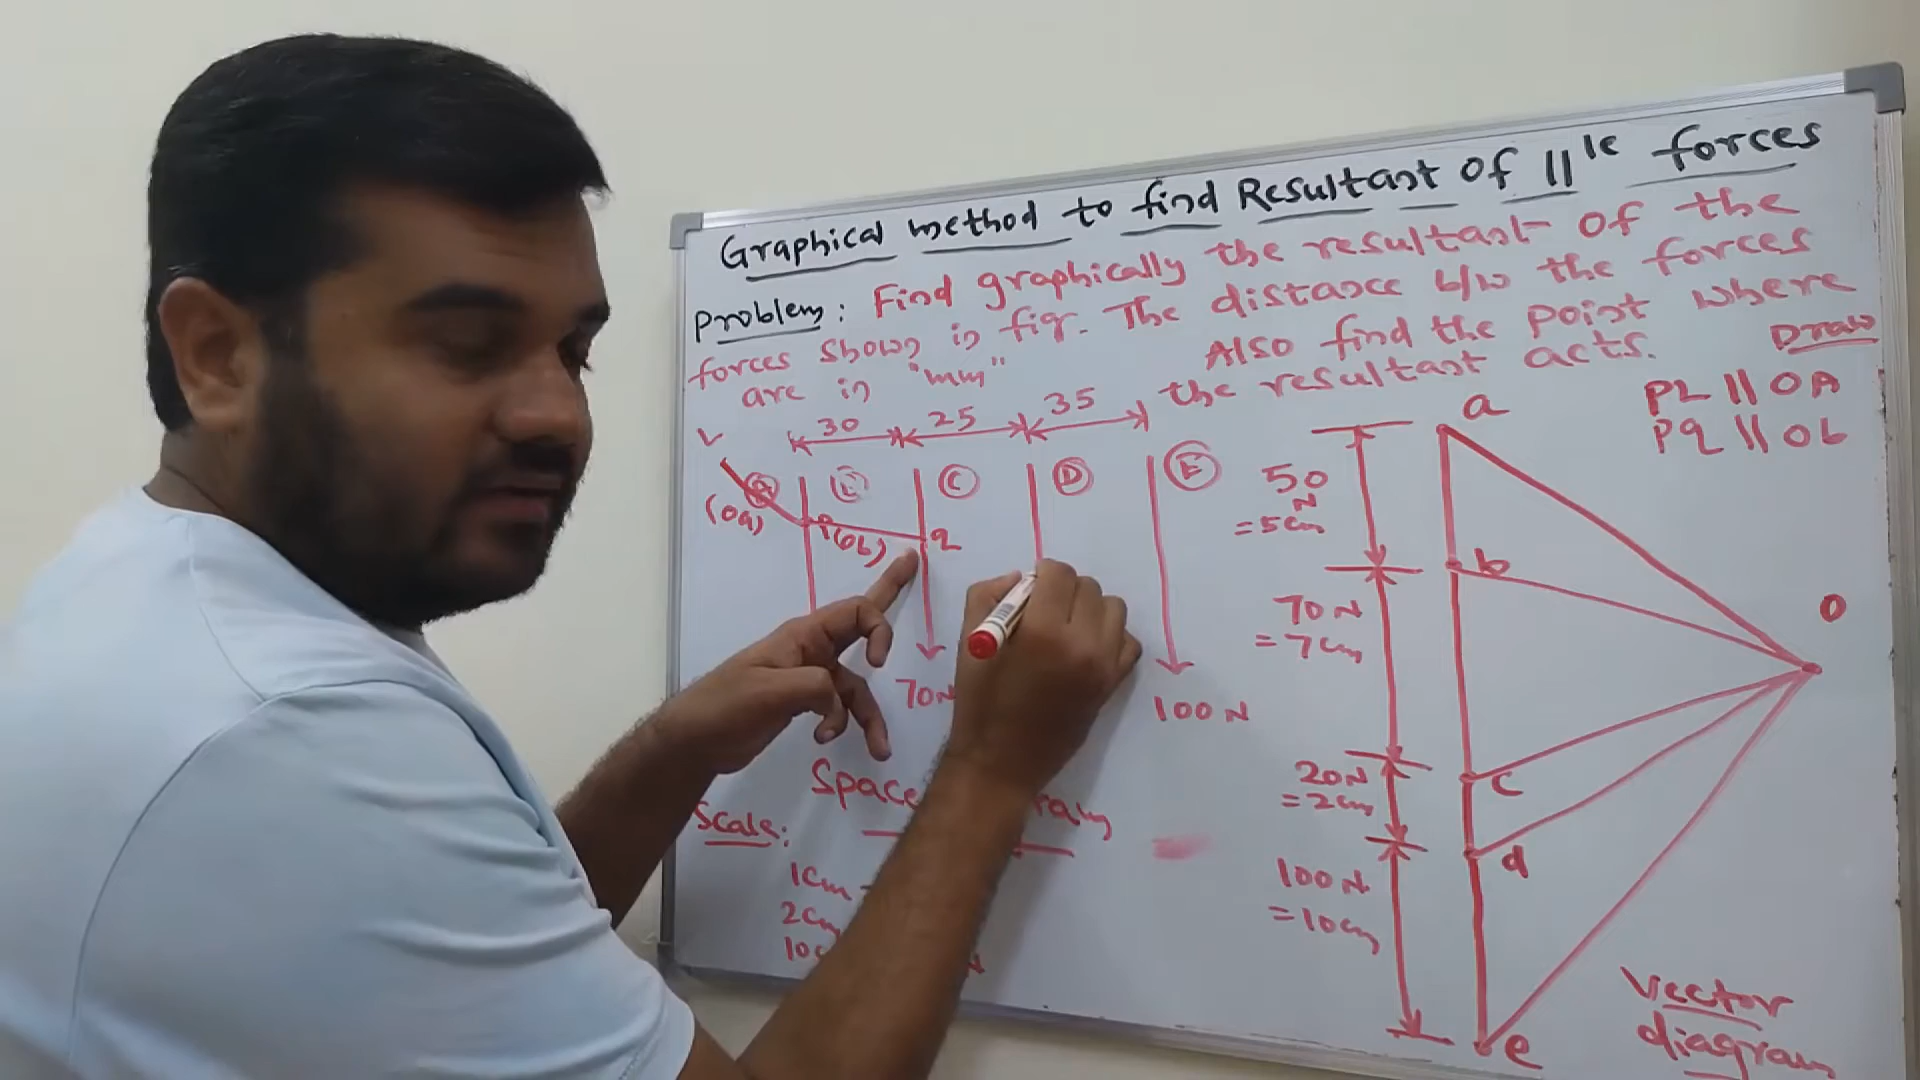 Graphical method to find Resultant of ||le forces
Problem: Find graphically the resultant of the
forces shown in fig. The distance b/w the forces
are in "mm" Also find the point where
the resultant acts.
Draw
PL || OA
Pq || Ob
30 25 35
L
(oa)
P
(ob)
q
C
D
E
70N
100 N
Space
Scale:
1cm
2cm
50
N
=5cm
70 N
=7cm
20N
=2cm
100 N
=10cm
a
b
c
d
e
O
Vector
diagram